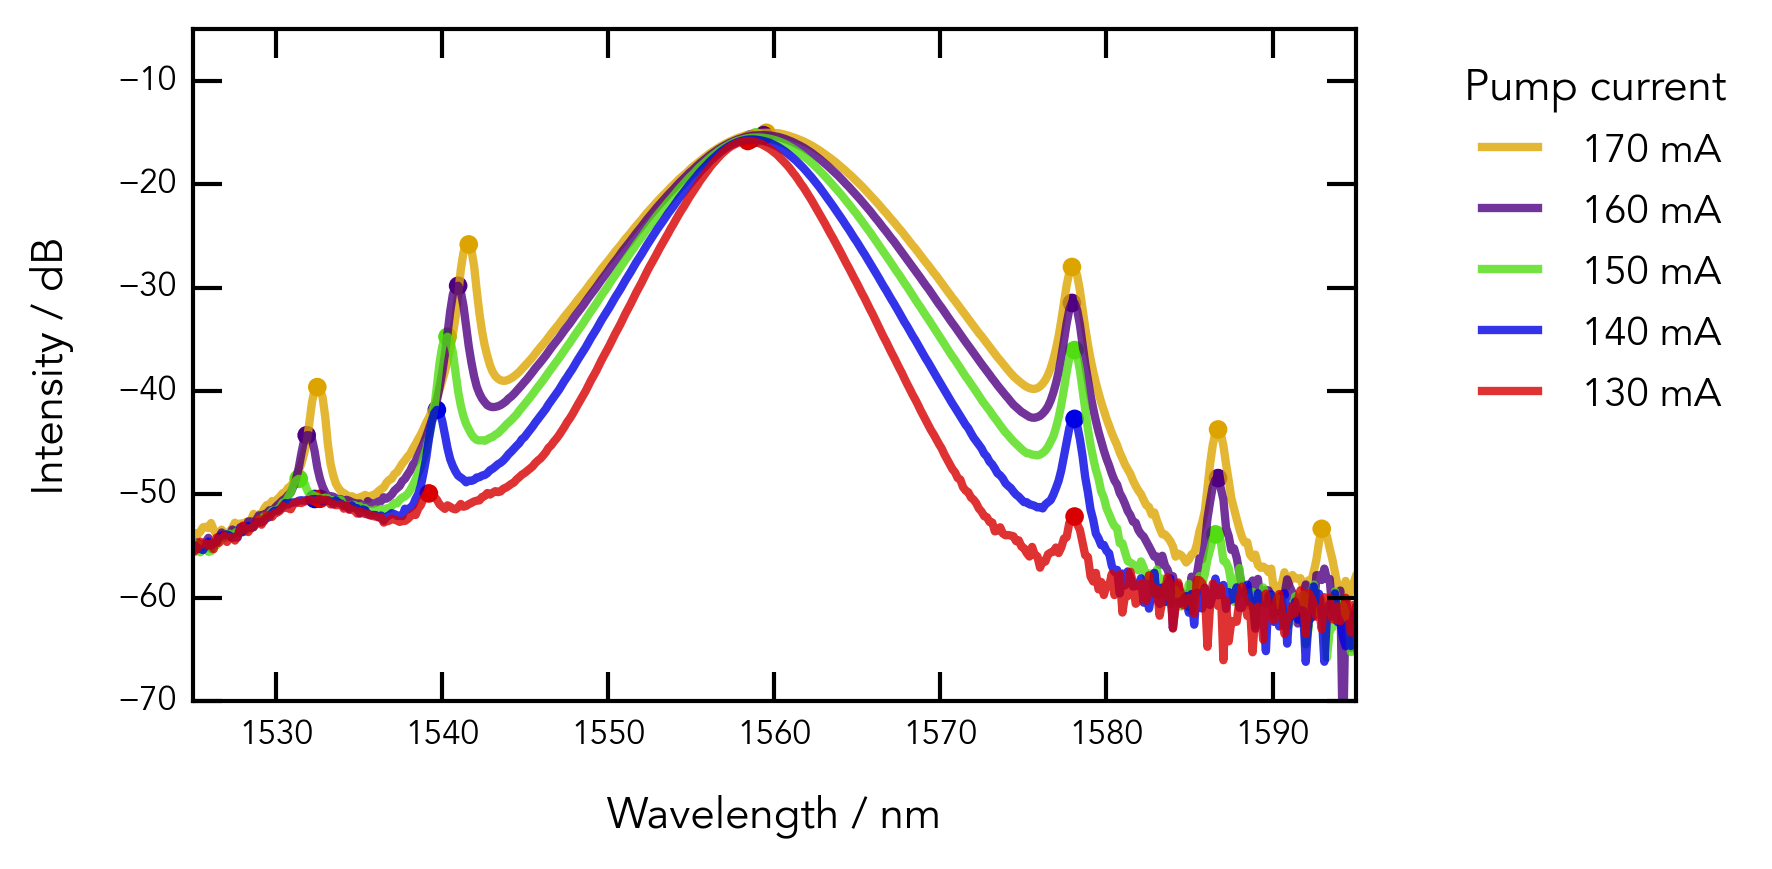 −10
−20
−30
−40
−50
−60
−70
Intensity / dB
1530 1540 1550 1560 1570 1580 1590
Wavelength / nm
Pump current
170 mA
160 mA
150 mA
140 mA
130 mA